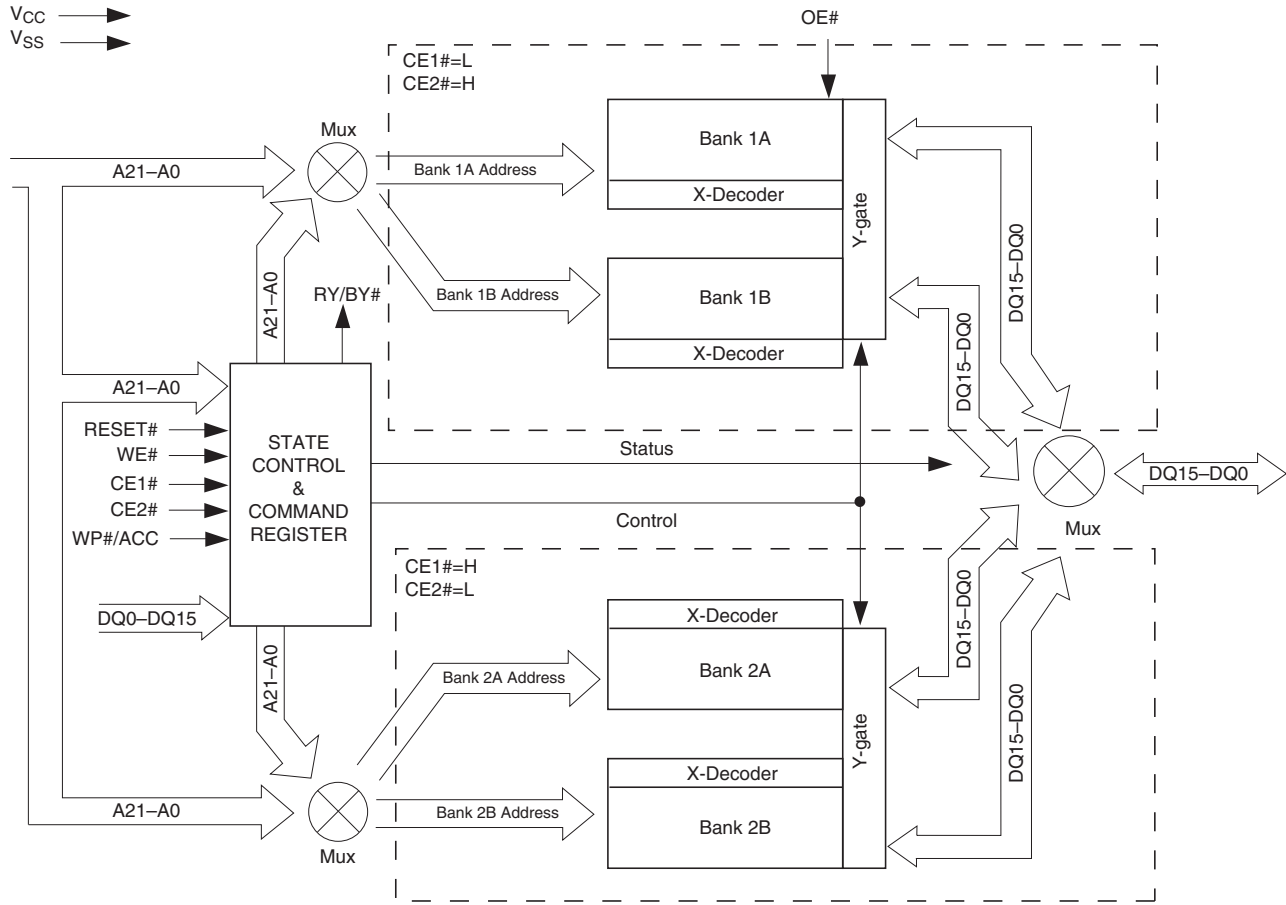 VCC
VSS
OE#
CE1#=L
CE2#=H
Mux
A21–A0
Bank 1A Address
Bank 1A
X-Decoder
Y-gate
Bank 1B Address
Bank 1B
X-Decoder
DQ15–DQ0
DQ15–DQ0
A21–A0
RY/BY#
A21–A0
RESET#
WE#
CE1#
CE2#
WP#/ACC
DQ0–DQ15
STATE
CONTROL
&
COMMAND
REGISTER
Status
Control
DQ15–DQ0
Mux
CE1#=H
CE2#=L
A21–A0
Bank 2A Address
X-Decoder
Bank 2A
Y-gate
DQ15–DQ0
DQ15–DQ0
X-Decoder
Bank 2B
Bank 2B Address
A21–A0
Mux